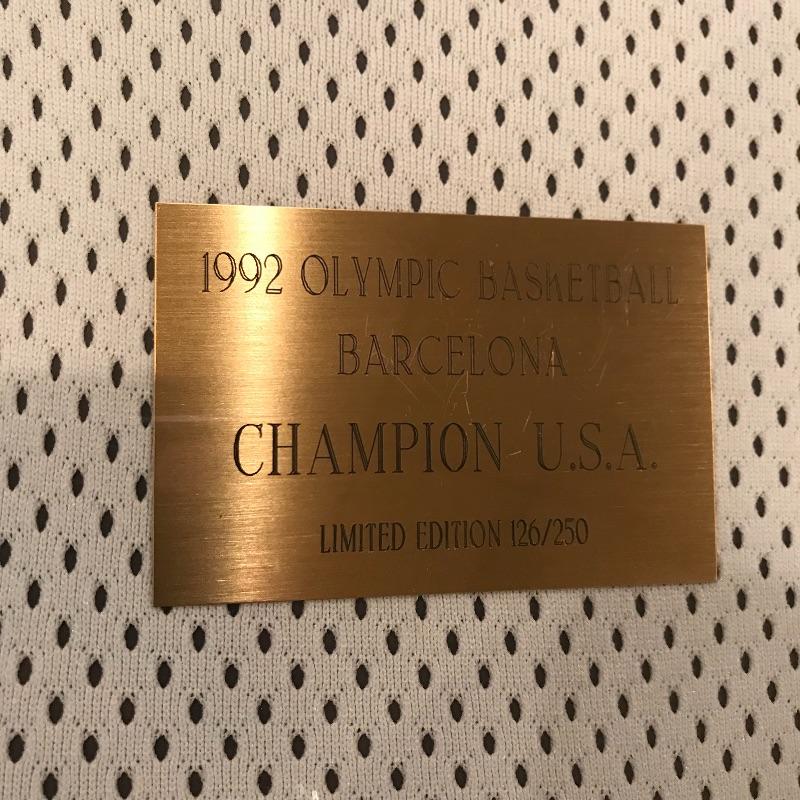 1992 OLYMPIC BASKETBALL
BARCELONA
CHAMPION U.S.A.
LIMITED EDITION 126/250